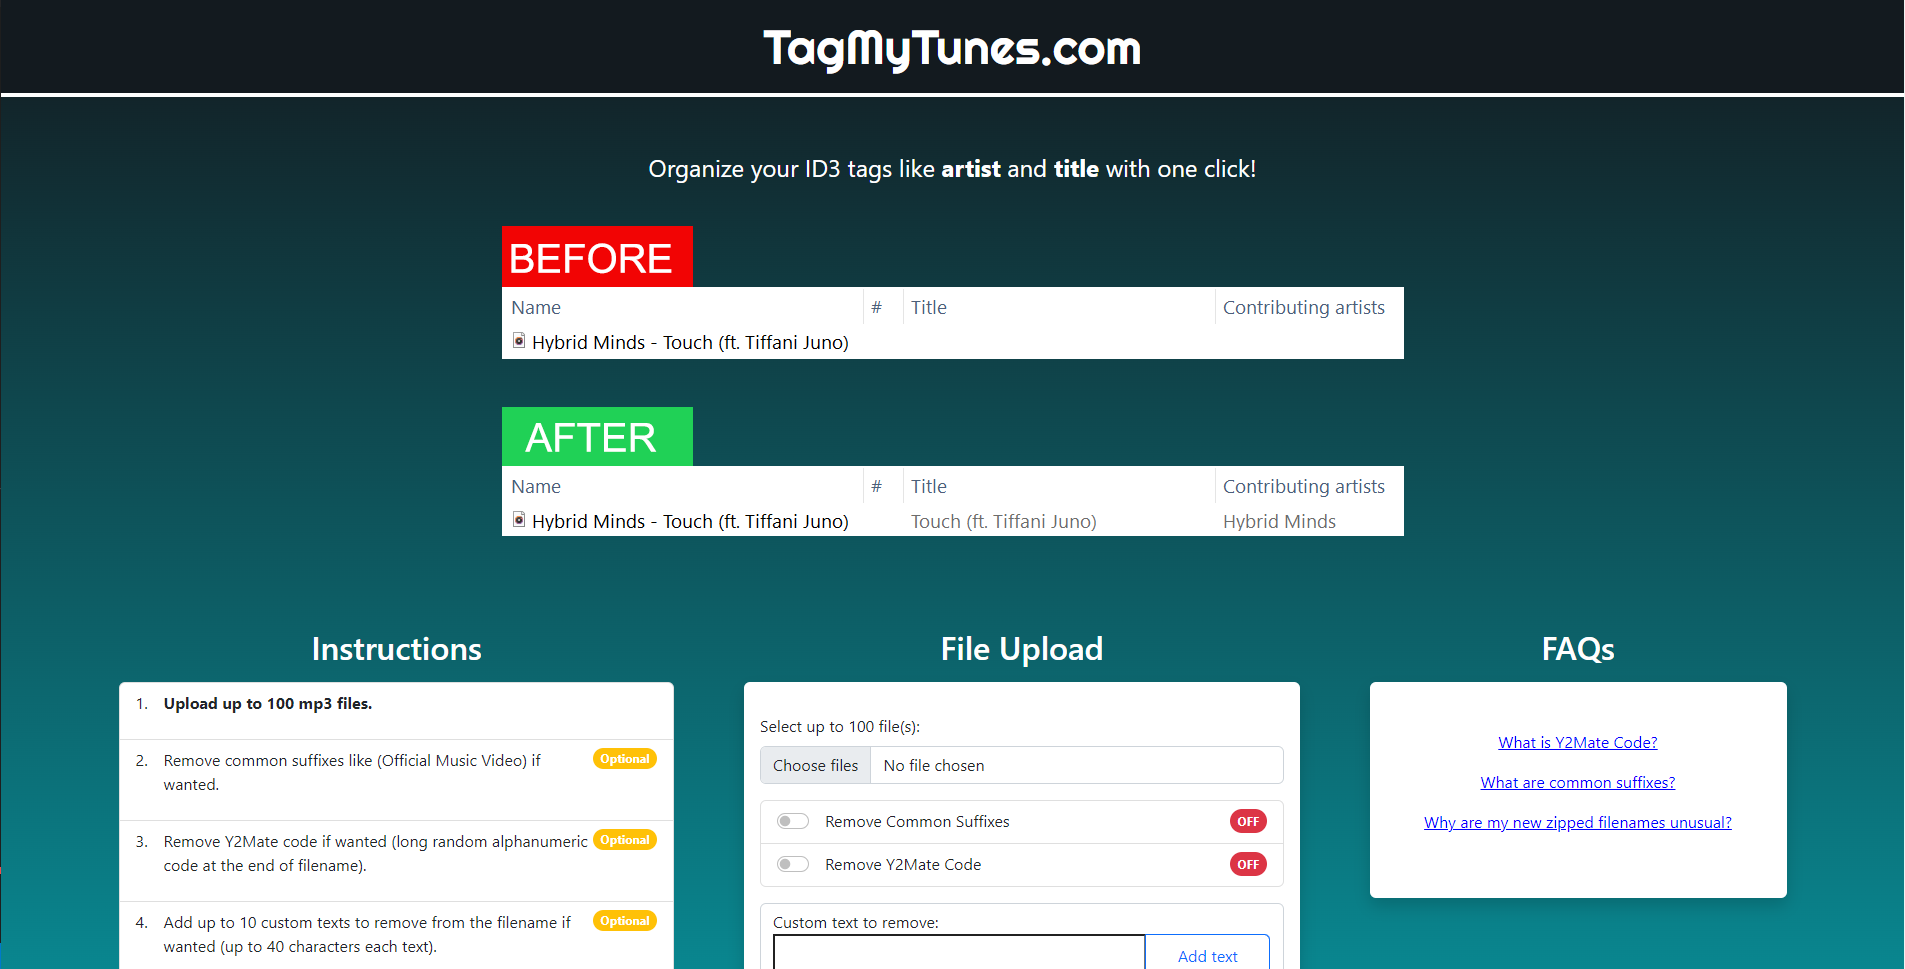 TagMyTunes.com
Organize your ID3 tags like artist and title with one click!
BEFORE
Name # Title Contributing artists
Hybrid Minds - Touch (ft. Tiffani Juno)
AFTER
Name # Title Contributing artists
Hybrid Minds - Touch (ft. Tiffani Juno) Touch (ft. Tiffani Juno) Hybrid Minds
Instructions
1. Upload up to 100 mp3 files.
2. Remove common suffixes like (Official Music Video) if Optional
wanted.
3. Remove Y2Mate code if wanted (long random alphanumeric Optional
code at the end of filename).
4. Add up to 10 custom texts to remove from the filename if Optional
wanted (up to 40 characters each text).
File Upload
Select up to 100 file(s):
Choose files No file chosen
Remove Common Suffixes OFF
Remove Y2Mate Code OFF
Custom text to remove:
Add text
FAQs
What is Y2Mate Code?
What are common suffixes?
Why are my new zipped filenames unusual?